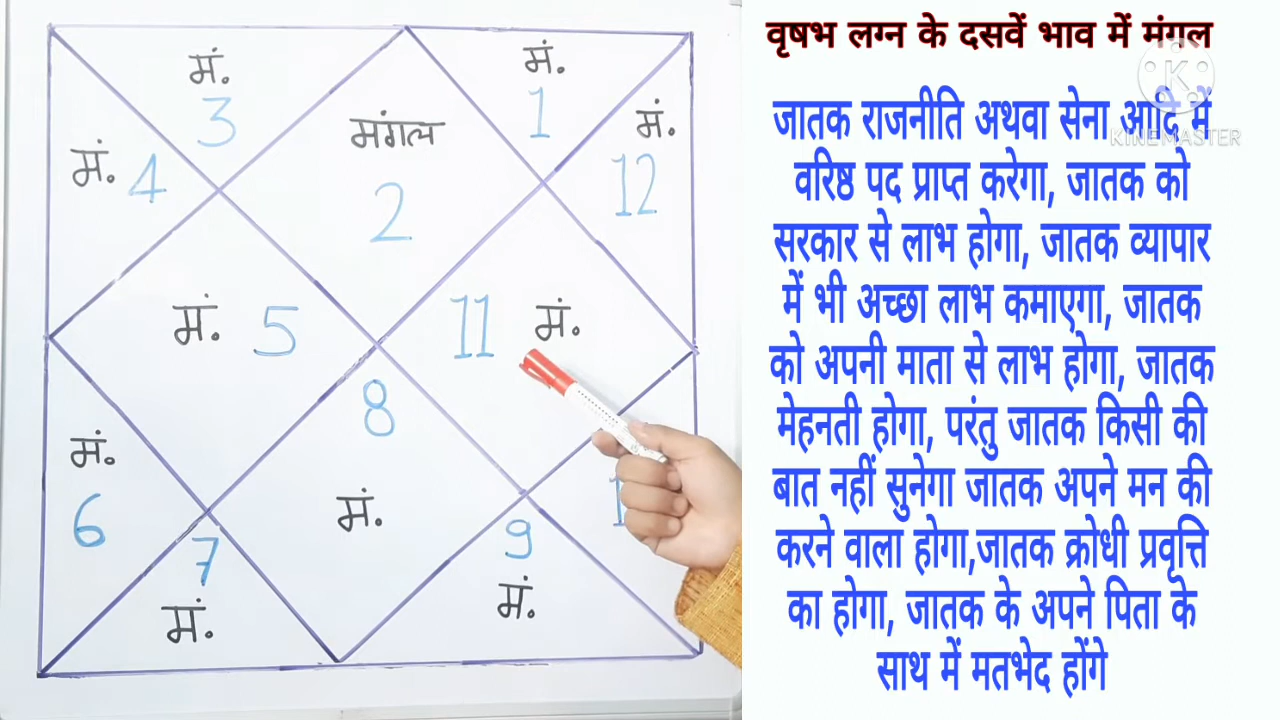 मं.
3
मंगल
2
मं.
1
मं.
12
मं. 4
मं. 5
11 मं.
8
मं.
मं.
6
7
मं.
9
मं.
वृषभ लग्न के दसवें भाव में मंगल
जातक राजनीति अथवा सेना आदि में
वरिष्ठ पद प्राप्त करेगा, जातक को
सरकार से लाभ होगा, जातक व्यापार
में भी अच्छा लाभ कमाएगा, जातक
को अपनी माता से लाभ होगा, जातक
मेहनती होगा, परंतु जातक किसी की
बात नहीं सुनेगा जातक अपने मन की
करने वाला होगा,जातक क्रोधी प्रवृत्ति
का होगा, जातक के अपने पिता के
साथ में मतभेद होंगे
K
KINEMASTER